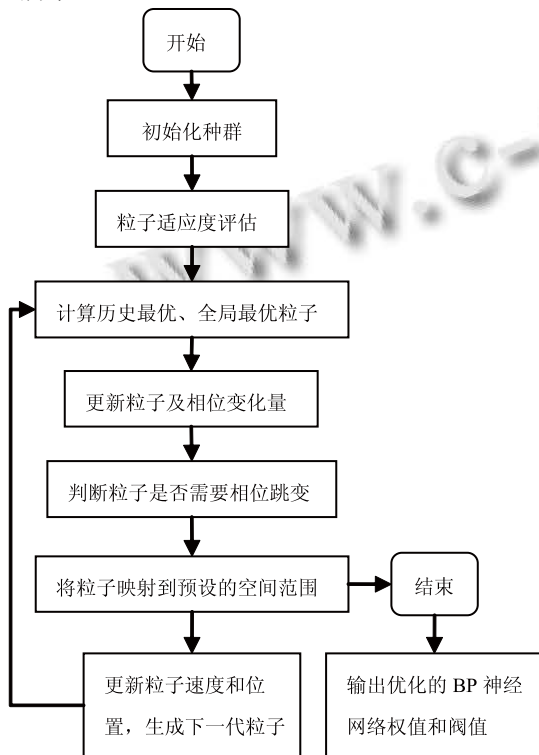 开始
初始化种群
粒子适应度评估
计算历史最优、全局最优粒子
更新粒子及相位变化量
判断粒子是否需要相位跳变
将粒子映射到预设的空间范围
结束
更新粒子速度和位
置，生成下一代粒子
输出优化的 BP 神经
网络权值和阀值
www.c-